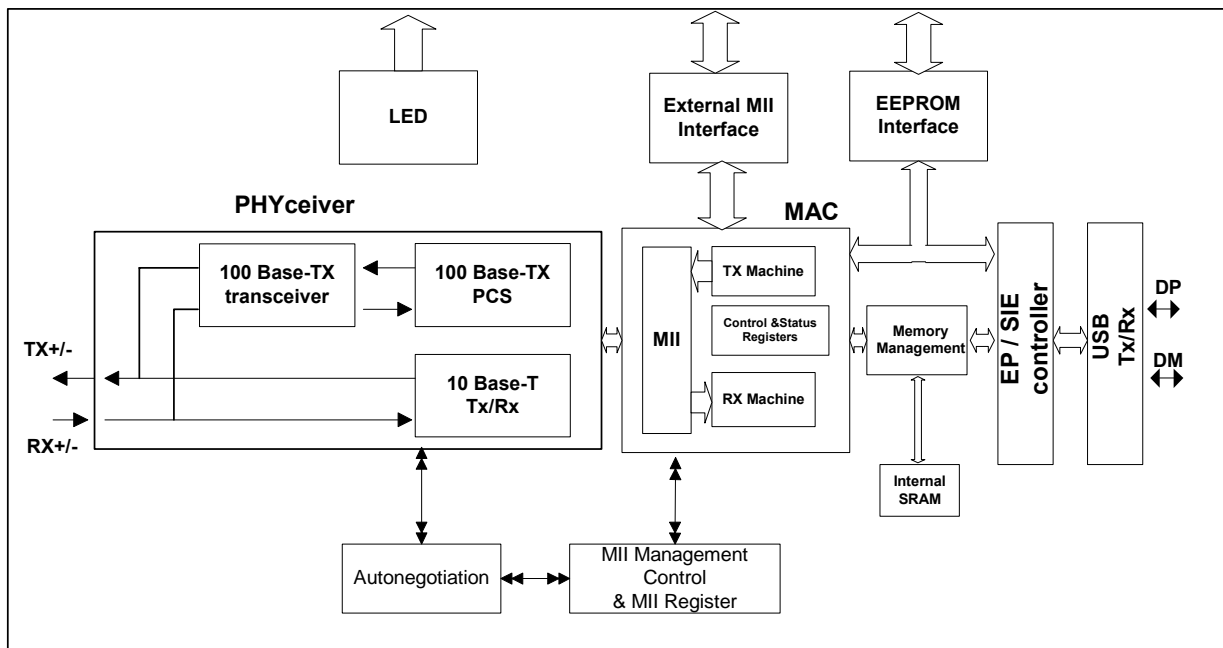 LED
External MII
Interface
EEPROM
Interface
PHYceiver
MAC
100 Base-TX
transceiver
100 Base-TX
PCS
10 Base-T
Tx/Rx
TX+/-
RX+/-
MII
TX Machine
Control &Status
Registers
RX Machine
Memory
Management
Internal
SRAM
EP / SIE
controller
USB
Tx/Rx
DP
DM
Autonegotiation
MII Management
Control
& MII Register